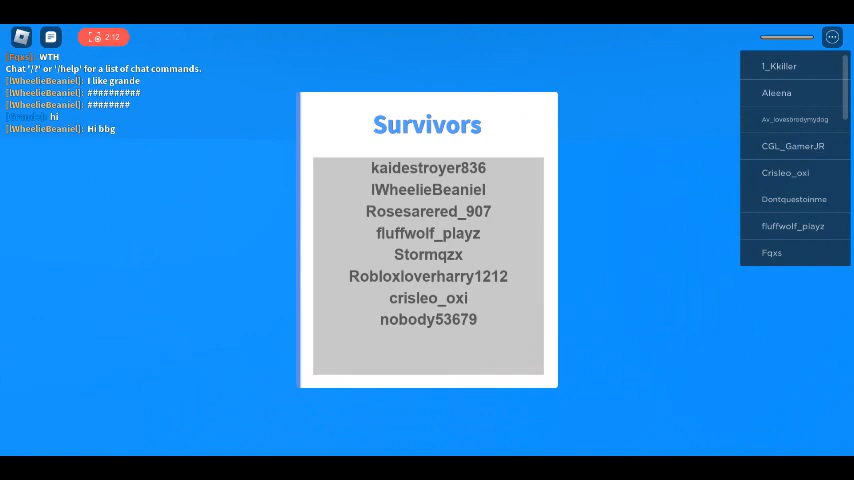 2:12
[Fqxs]: WTH
Chat '/?' or '/help' for a list of chat commands.
[lWheelieBeaniel]: I like grande
[lWheelieBeaniel]: ##########
[lWheelieBeaniel]: ########
hi
[lWheelieBeaniel]: Hi bbg
Survivors
kaidestroyer836
lWheelieBeaniel
Rosesarered_907
fluffwolf_playz
Stormqzx
Robloxloverharry1212
crisleo_oxi
nobody53679
1_Kkiller
Aleena
Av_lovesbrodymydog
CGL_GamerJR
Crisleo_oxi
Dontquestoinme
fluffwolf_playz
Fqxs